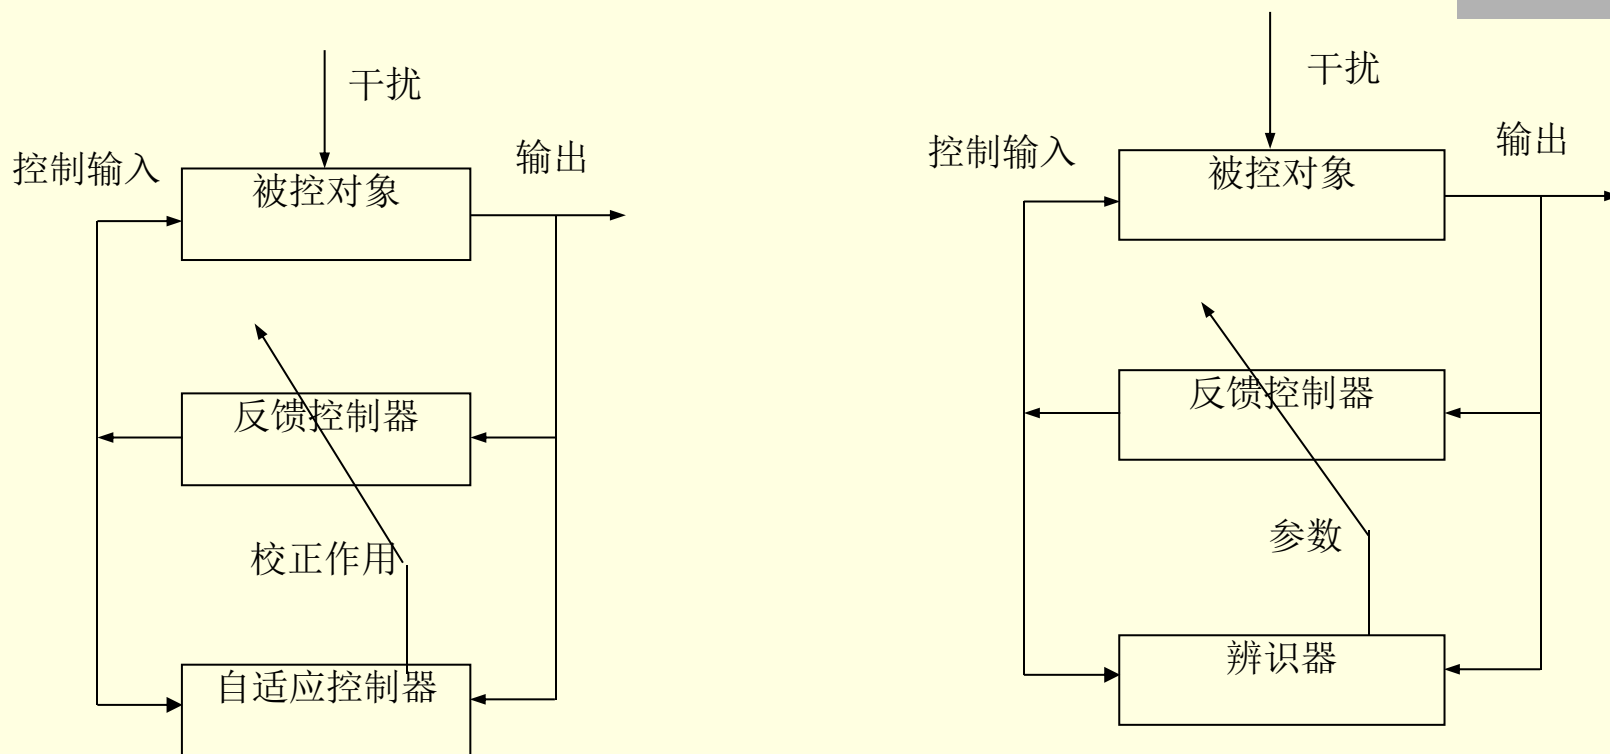 干扰
控制输入
输出
被控对象
反馈控制器
校正作用
自适应控制器
干扰
控制输入
输出
被控对象
反馈控制器
参数
辨识器